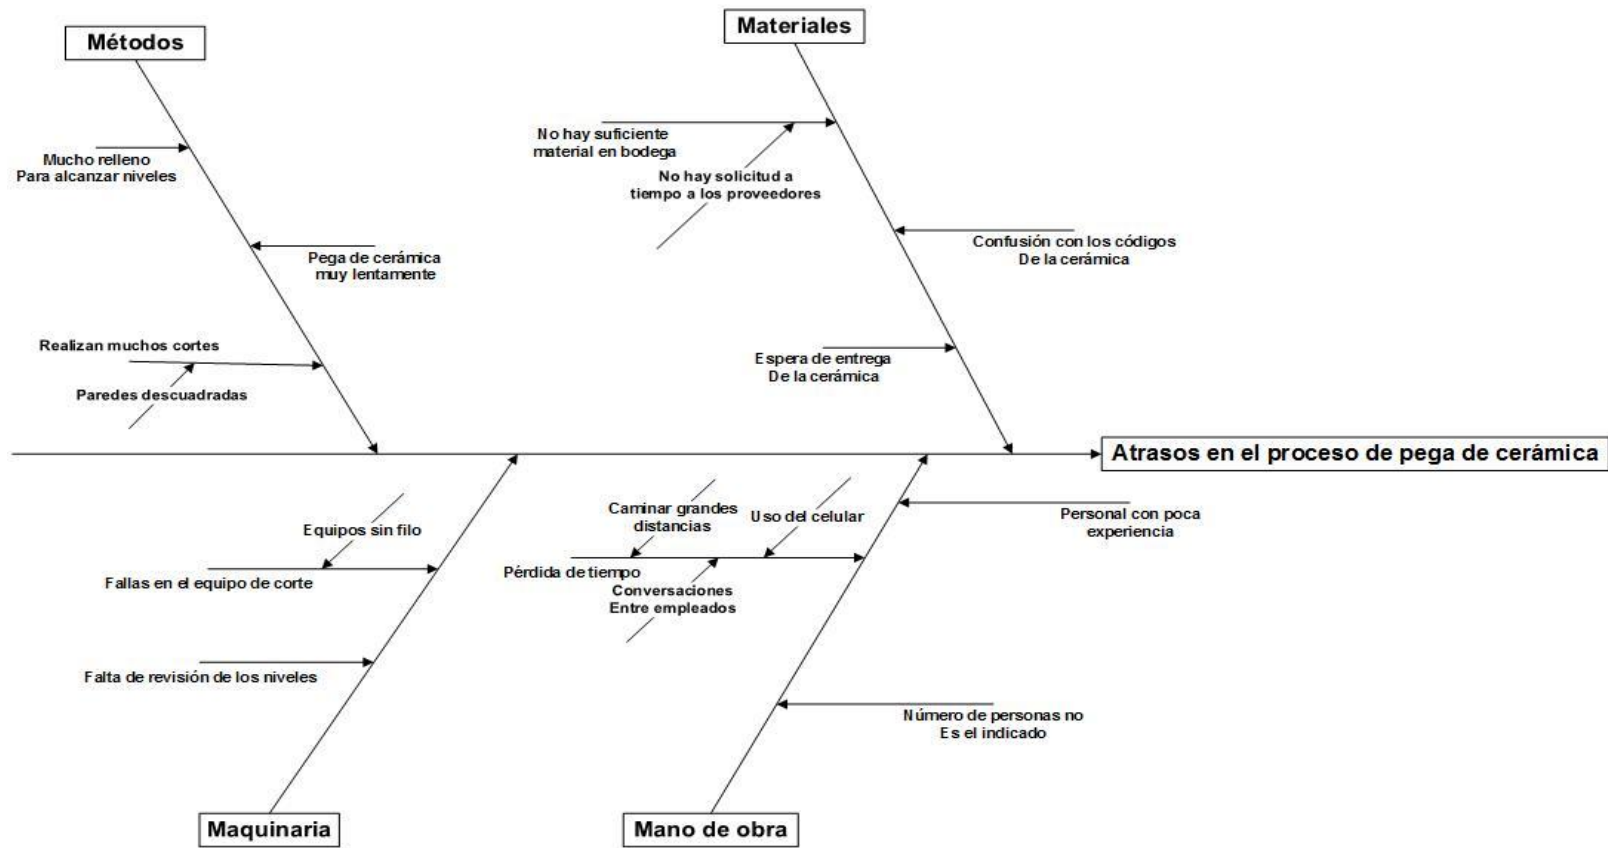 Métodos
Materiales
Mucho relleno
Para alcanzar niveles
Pega de cerámica
muy lentamente
Realizan muchos cortes
Paredes descuadradas
No hay suficiente
material en bodega
No hay solicitud a
tiempo a los proveedores
Confusión con los códigos
De la cerámica
Espera de entrega
De la cerámica
Atrasos en el proceso de pega de cerámica
Equipos sin filo
Fallas en el equipo de corte
Falta de revisión de los niveles
Caminar grandes
distancias
Uso del celular
Pérdida de tiempo
Conversaciones
Entre empleados
Personal con poca
experiencia
Número de personas no
Es el indicado
Maquinaria
Mano de obra